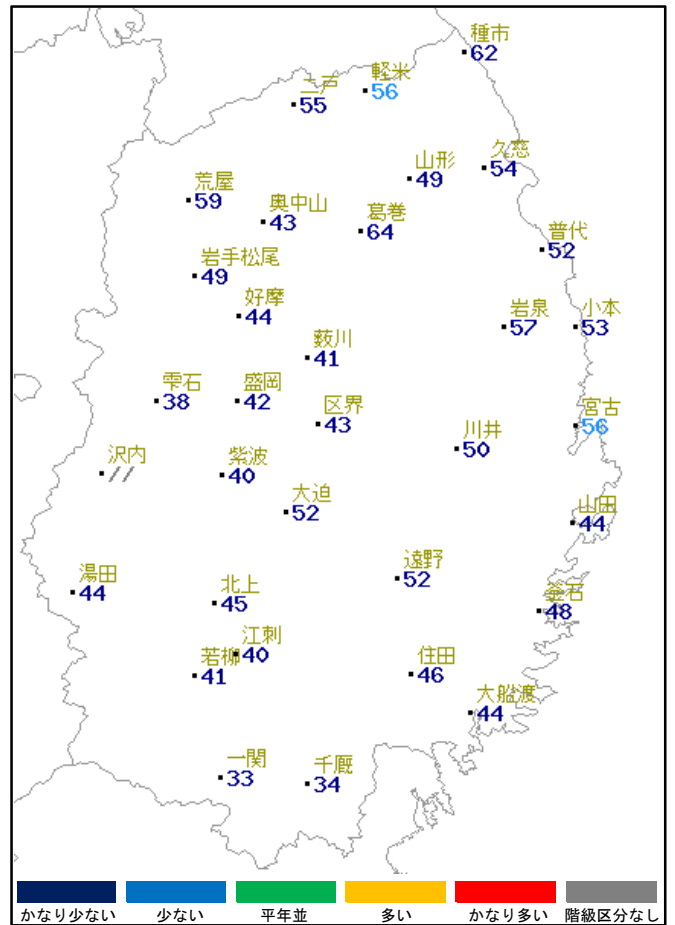 種市
62
軽米
56
二戸
55
久慈
54
山形
49
荒屋
59
奥中山
43
葛巻
64
普代
52
岩手松尾
49
好摩
44
岩泉
57
小本
53
薮川
41
雫石
38
盛岡
42
区界
43
宮古
56
川井
50
沢内
//
紫波
40
大迫
52
山田
44
湯田
44
北上
45
遠野
52
釜石
48
江刺
40
若柳
41
住田
46
大船渡
44
一関
33
千厩
34
かなり少ない 少ない 平年並 多い かなり多い 階級区分なし